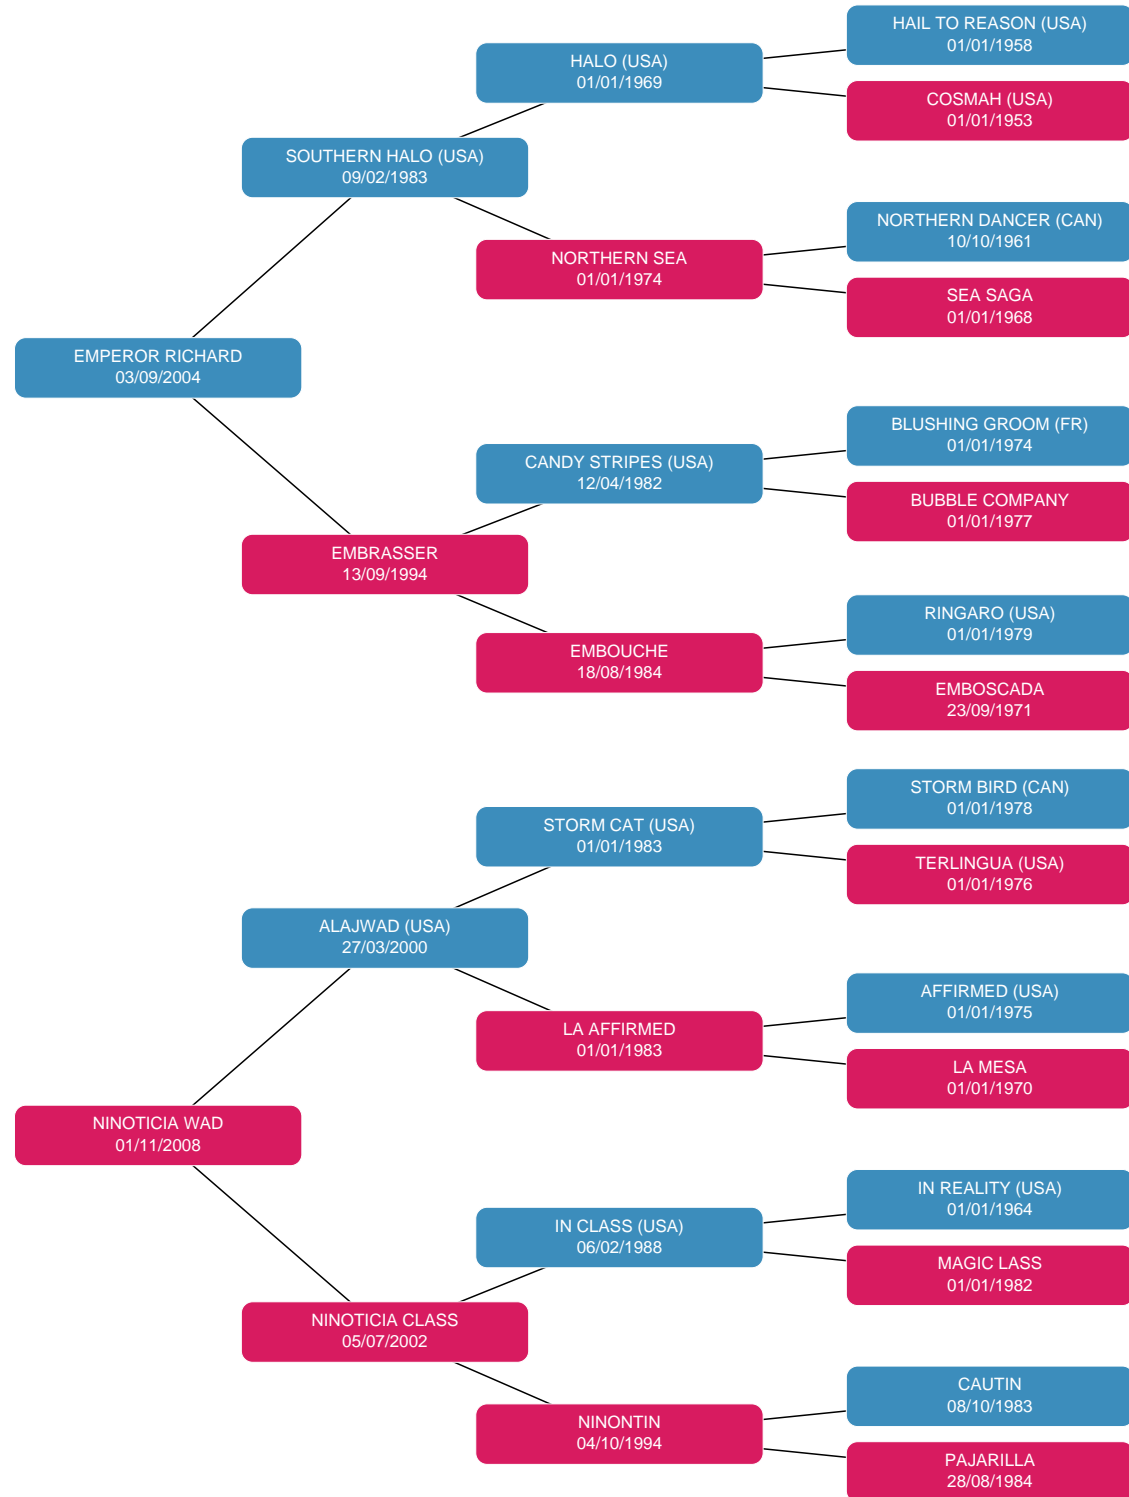 HAIL TO REASON (USA)
01/01/1958
HALO (USA)
01/01/1969
COSMAH (USA)
01/01/1953
SOUTHERN HALO (USA)
09/02/1983
NORTHERN DANCER (CAN)
10/10/1961
NORTHERN SEA
01/01/1974
SEA SAGA
01/01/1968
EMPEROR RICHARD
03/09/2004
BLUSHING GROOM (FR)
01/01/1974
CANDY STRIPES (USA)
12/04/1982
BUBBLE COMPANY
01/01/1977
EMBRASSER
13/09/1994
RINGARO (USA)
01/01/1979
EMBOUCHE
18/08/1984
EMBOSCADA
23/09/1971
STORM BIRD (CAN)
01/01/1978
STORM CAT (USA)
01/01/1983
TERLINGUA (USA)
01/01/1976
ALAJWAD (USA)
27/03/2000
AFFIRMED (USA)
01/01/1975
LA AFFIRMED
01/01/1983
LA MESA
01/01/1970
NINOTICIA WAD
01/11/2008
IN REALITY (USA)
01/01/1964
IN CLASS (USA)
06/02/1988
MAGIC LASS
01/01/1982
NINOTICIA CLASS
05/07/2002
CAUTIN
08/10/1983
NINONTIN
04/10/1994
PAJARILLA
28/08/1984